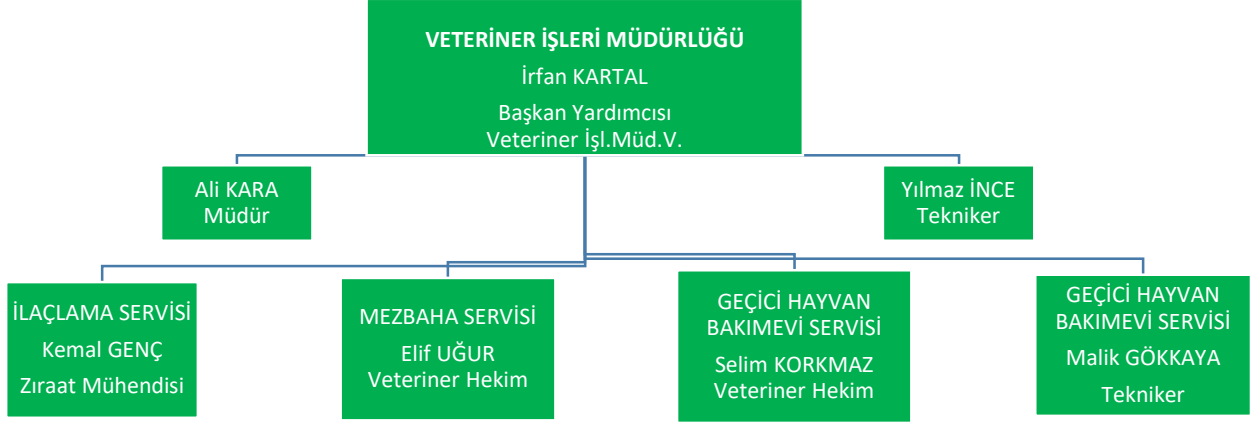 VETERİNER İŞLERİ MÜDÜRLÜĞÜ
İrfan KARTAL
Başkan Yardımcısı
Veteriner İşl.Müd.V.
Ali KARA
Müdür
Yılmaz İNCE
Tekniker
İLAÇLAMA SERVİSİ
Kemal GENÇ
Zıraat Mühendisi
MEZBAHA SERVİSİ
Elif UĞUR
Veteriner Hekim
GEÇİCİ HAYVAN
BAKIMEVİ SERVİSİ
Selim KORKMAZ
Veteriner Hekim
GEÇİCİ HAYVAN
BAKIMEVİ SERVİSİ
Malik GÖKKAYA
Tekniker